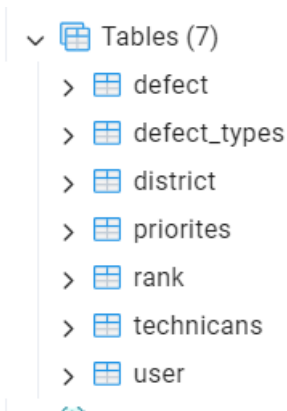 Tables (7)
defect
defect_types
district
priorites
rank
technicans
user